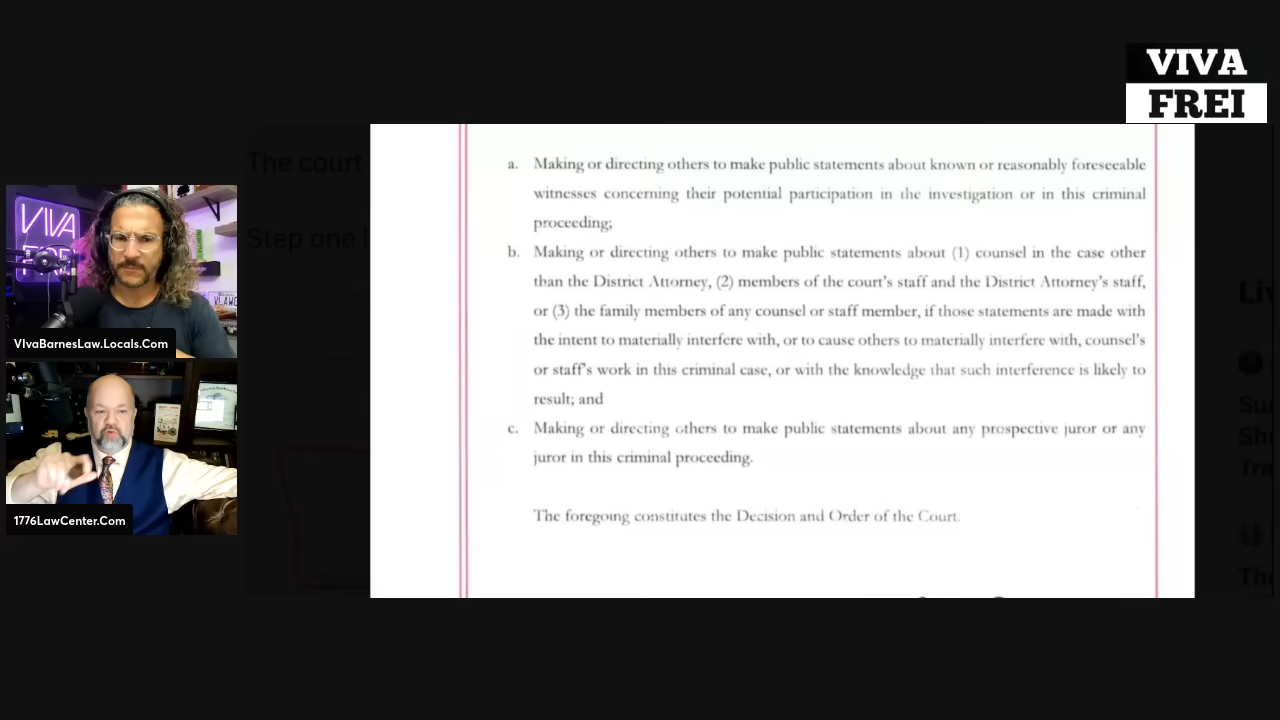 VIVA
FREI
The court
Step one
a. Making or directing others to make public statements about known or reasonably foreseeable
witnesses concerning their potential participation in the investigation or in this criminal
proceeding;
b. Making or directing others to make public statements about (1) counsel in the case other
than the District Attorney, (2) members of the court's staff and the District Attorney's staff,
or (3) the family members of any counsel or staff member, if those statements are made with
the intent to materially interfere with, or to cause others to materially interfere with, counsel's
or staff's work in this criminal case, or with the knowledge that such interference is likely to
result; and
c. Making or directing others to make public statements about any prospective juror or any
juror in this criminal proceeding.
The foregoing constitutes the Decision and Order of the Court.
VIVA
VIvaBarnesLaw.Locals.Com
1776LawCenter.Com